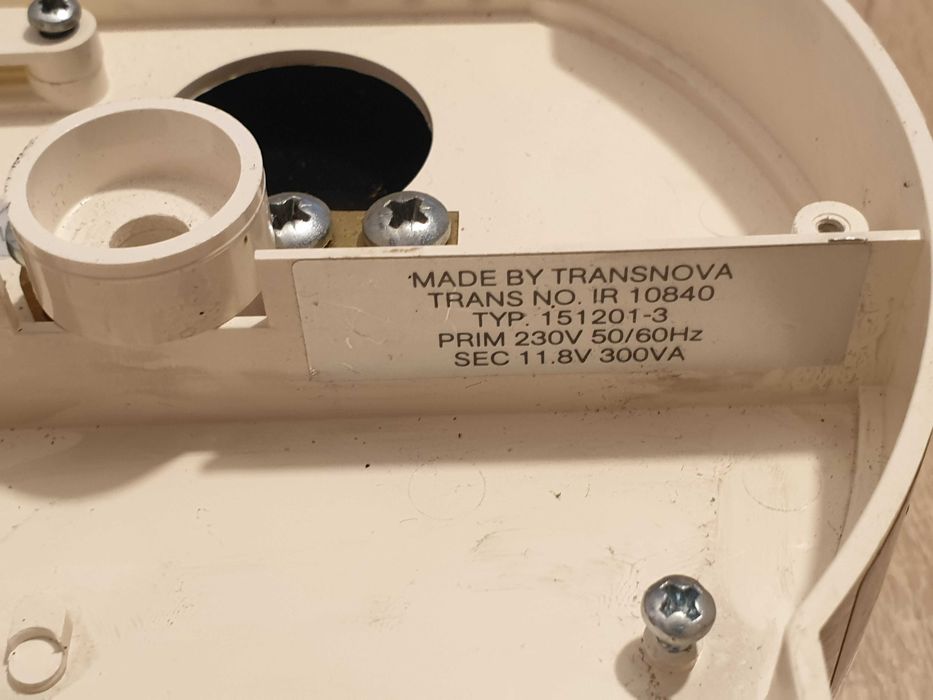 MADE BY TRANSNOVA
TRANS NO. IR 10840
TYP. 151201-3
PRIM 230V 50/60Hz
SEC 11.8V 300VA